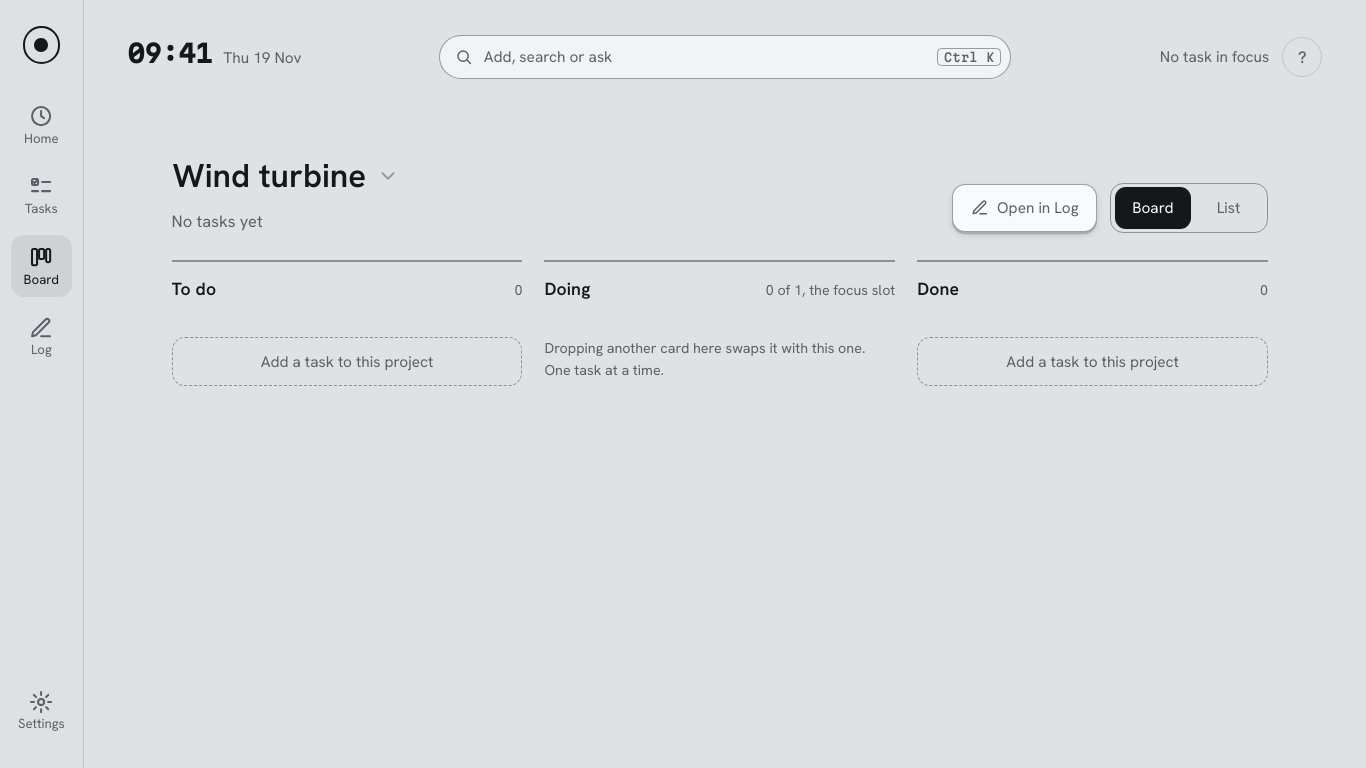 09:41 Thu 19 Nov
Add, search or ask
Ctrl K
No task in focus
?
Home
Tasks
Board
Log
Settings
Wind turbine
No tasks yet
Open in Log
Board
List
To do
0
Doing
0 of 1, the focus slot
Done
0
Add a task to this project
Dropping another card here swaps it with this one.
One task at a time.
Add a task to this project